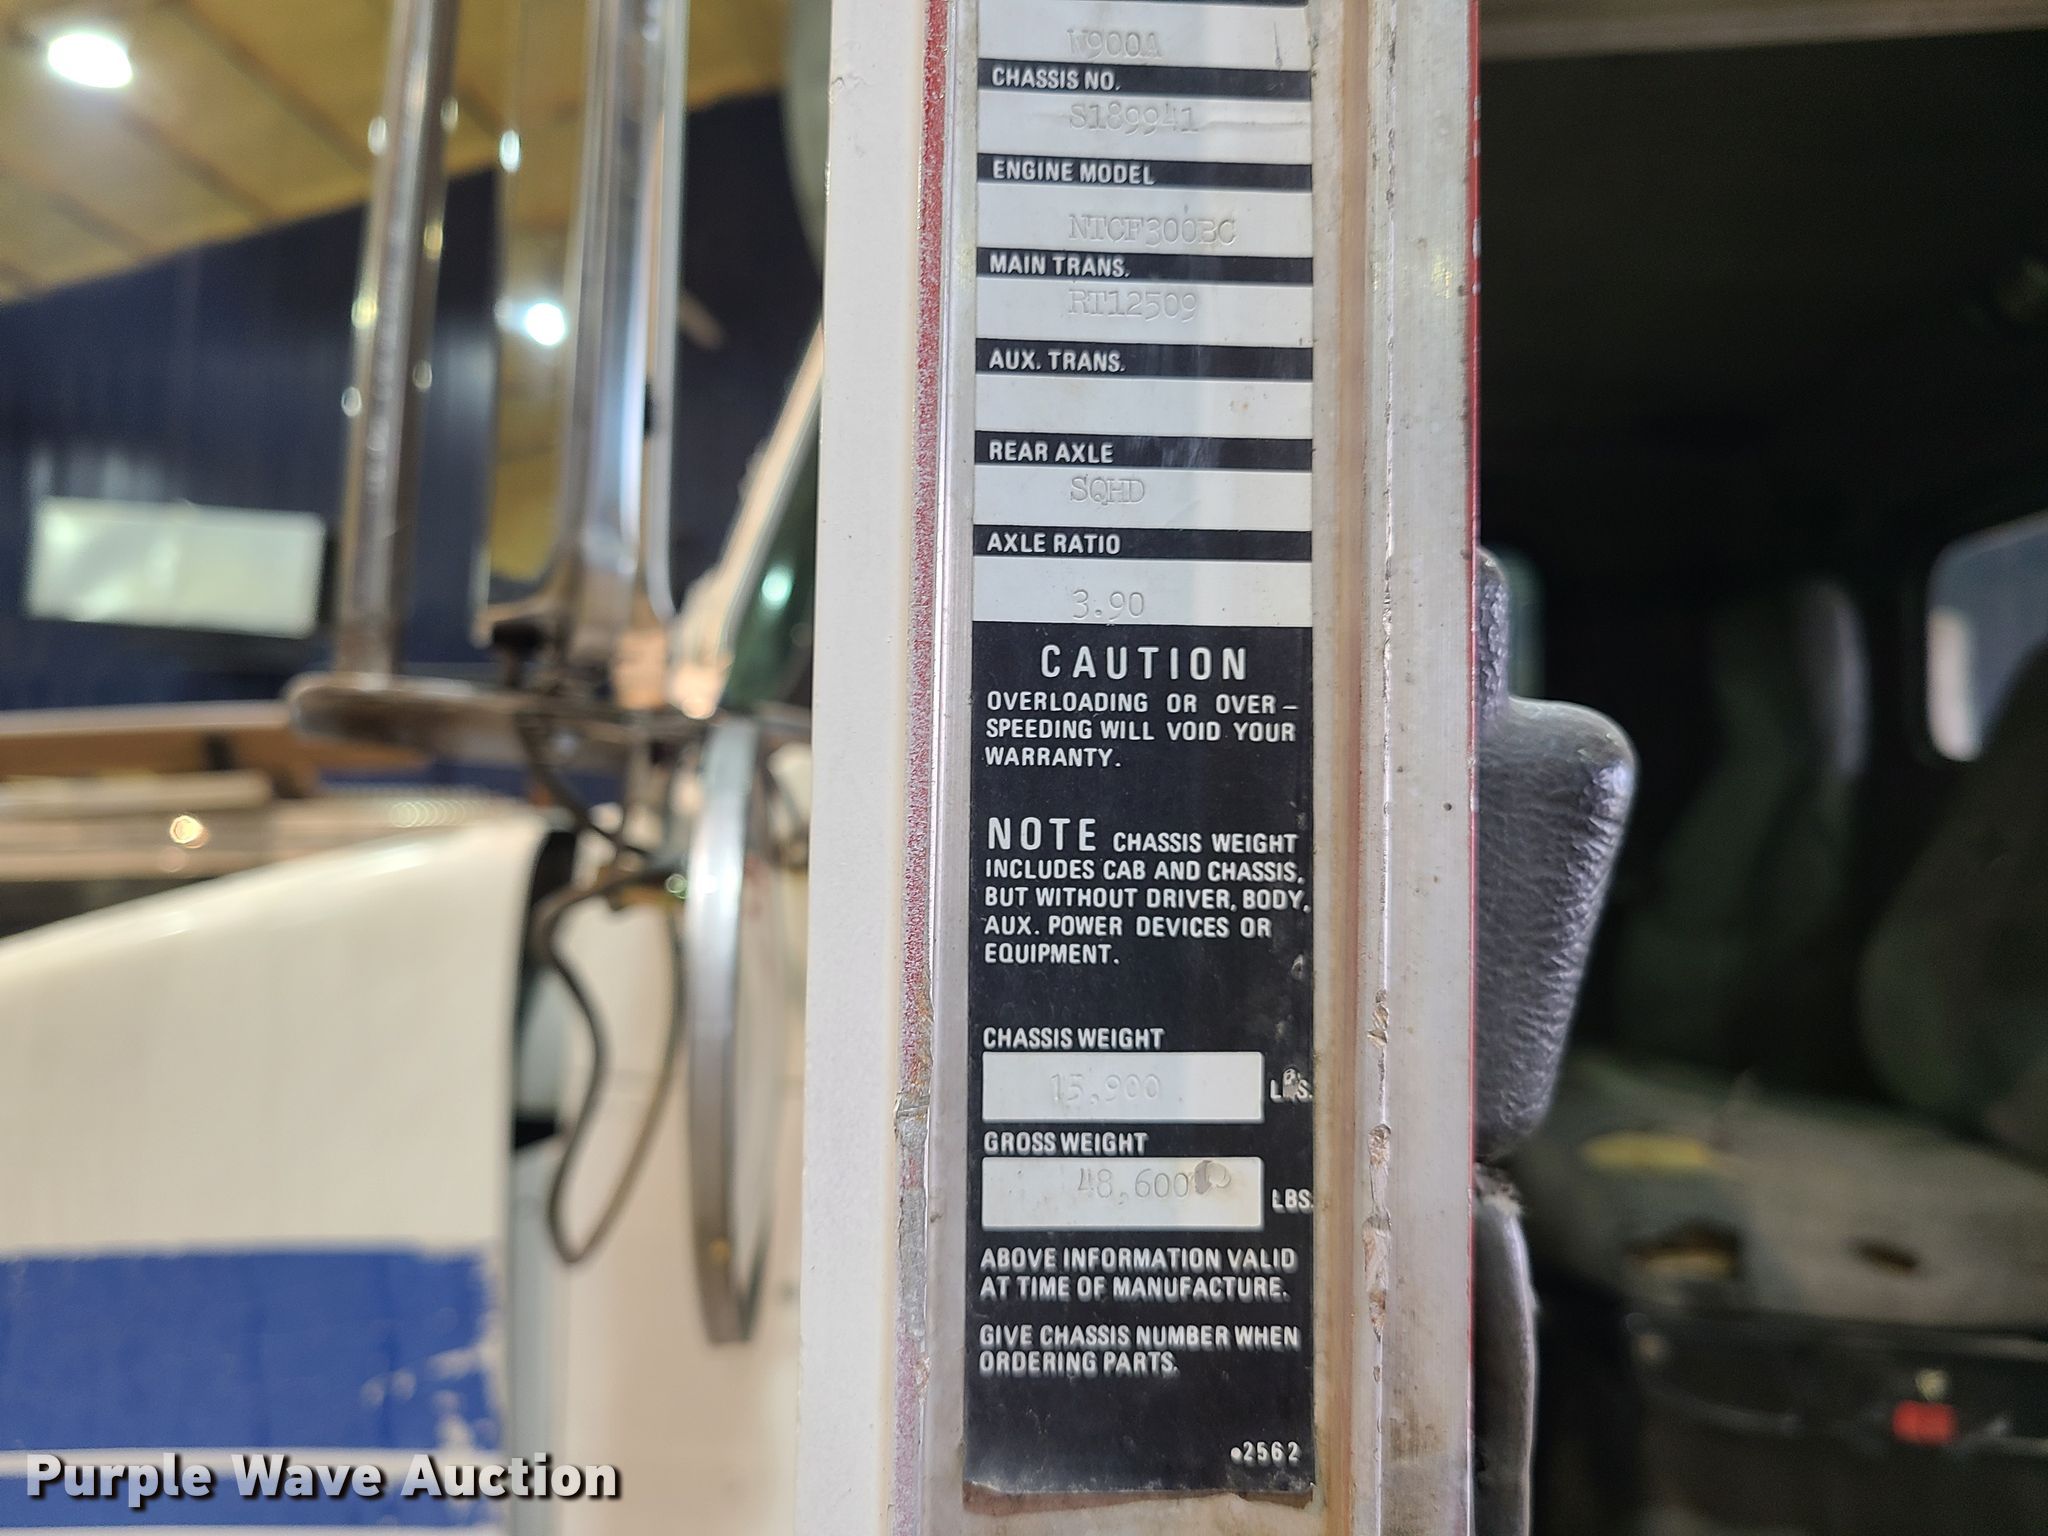 W900A
CHASSIS NO.
S189941
ENGINE MODEL
NTCF300BC
MAIN TRANS.
RT12509
AUX. TRANS.
REAR AXLE
SQHD
AXLE RATIO
3.90
CAUTION
OVERLOADING OR OVER-
SPEEDING WILL VOID YOUR
WARRANTY.
NOTE CHASSIS WEIGHT
INCLUDES CAB AND CHASSIS,
BUT WITHOUT DRIVER, BODY,
AUX. POWER DEVICES OR
EQUIPMENT.
CHASSIS WEIGHT
15,900 LBS.
GROSS WEIGHT
48,600 LBS.
ABOVE INFORMATION VALID
AT TIME OF MANUFACTURE.
GIVE CHASSIS NUMBER WHEN
ORDERING PARTS.
•2562
Purple Wave Auction